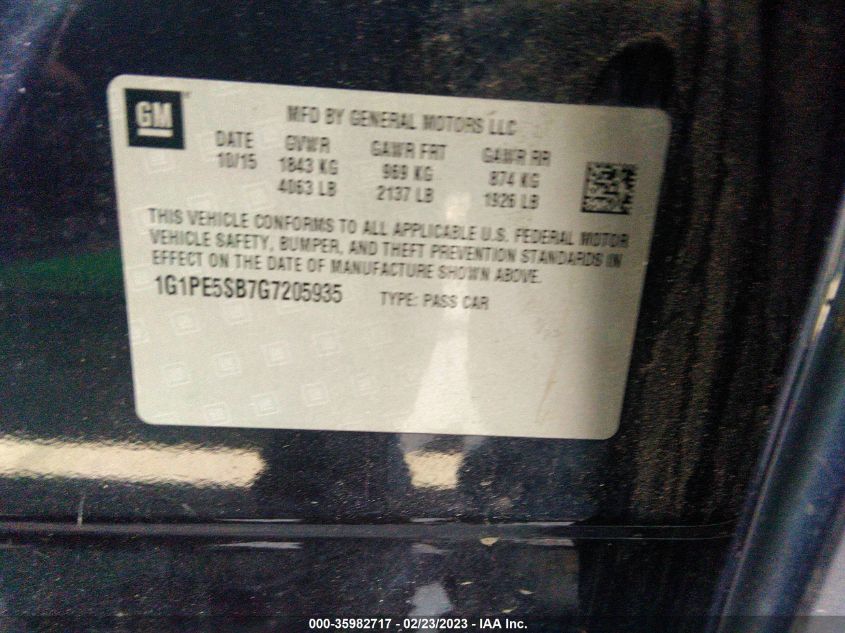 GM
MFD BY GENERAL MOTORS LLC
DATE GVWR GAWR FRT GAWR RR
10/15 1843 KG 969 KG 874 KG
4063 LB 2137 LB 1926 LB
THIS VEHICLE CONFORMS TO ALL APPLICABLE U.S. FEDERAL MOTOR
VEHICLE SAFETY, BUMPER, AND THEFT PREVENTION STANDARDS IN
EFFECT ON THE DATE OF MANUFACTURE SHOWN ABOVE.
1G1PE5SB7G7205935 TYPE: PASS CAR
000-35982717 - 02/23/2023 - IAA Inc.